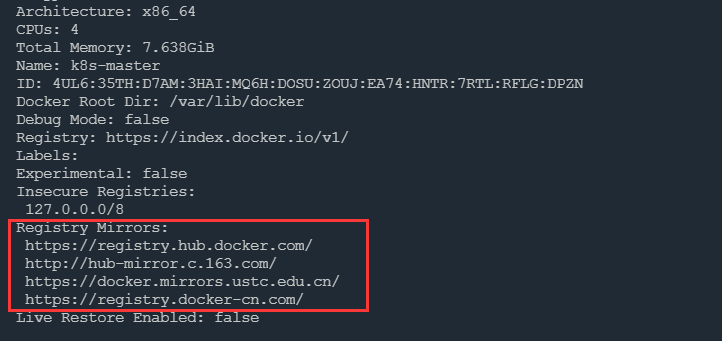 Architecture: x86_64
CPUs: 4
Total Memory: 7.638GiB
Name: k8s-master
ID: 4UL6:35TH:D7AM:3HAI:MQ6H:DOSU:ZOUJ:EA74:HNTR:7RTL:RFLG:DPZN
Docker Root Dir: /var/lib/docker
Debug Mode: false
Registry: https://index.docker.io/v1/
Labels:
Experimental: false
Insecure Registries:
127.0.0.0/8
Registry Mirrors:
https://registry.hub.docker.com/
http://hub-mirror.c.163.com/
https://docker.mirrors.ustc.edu.cn/
https://registry.docker-cn.com/
Live Restore Enabled: false